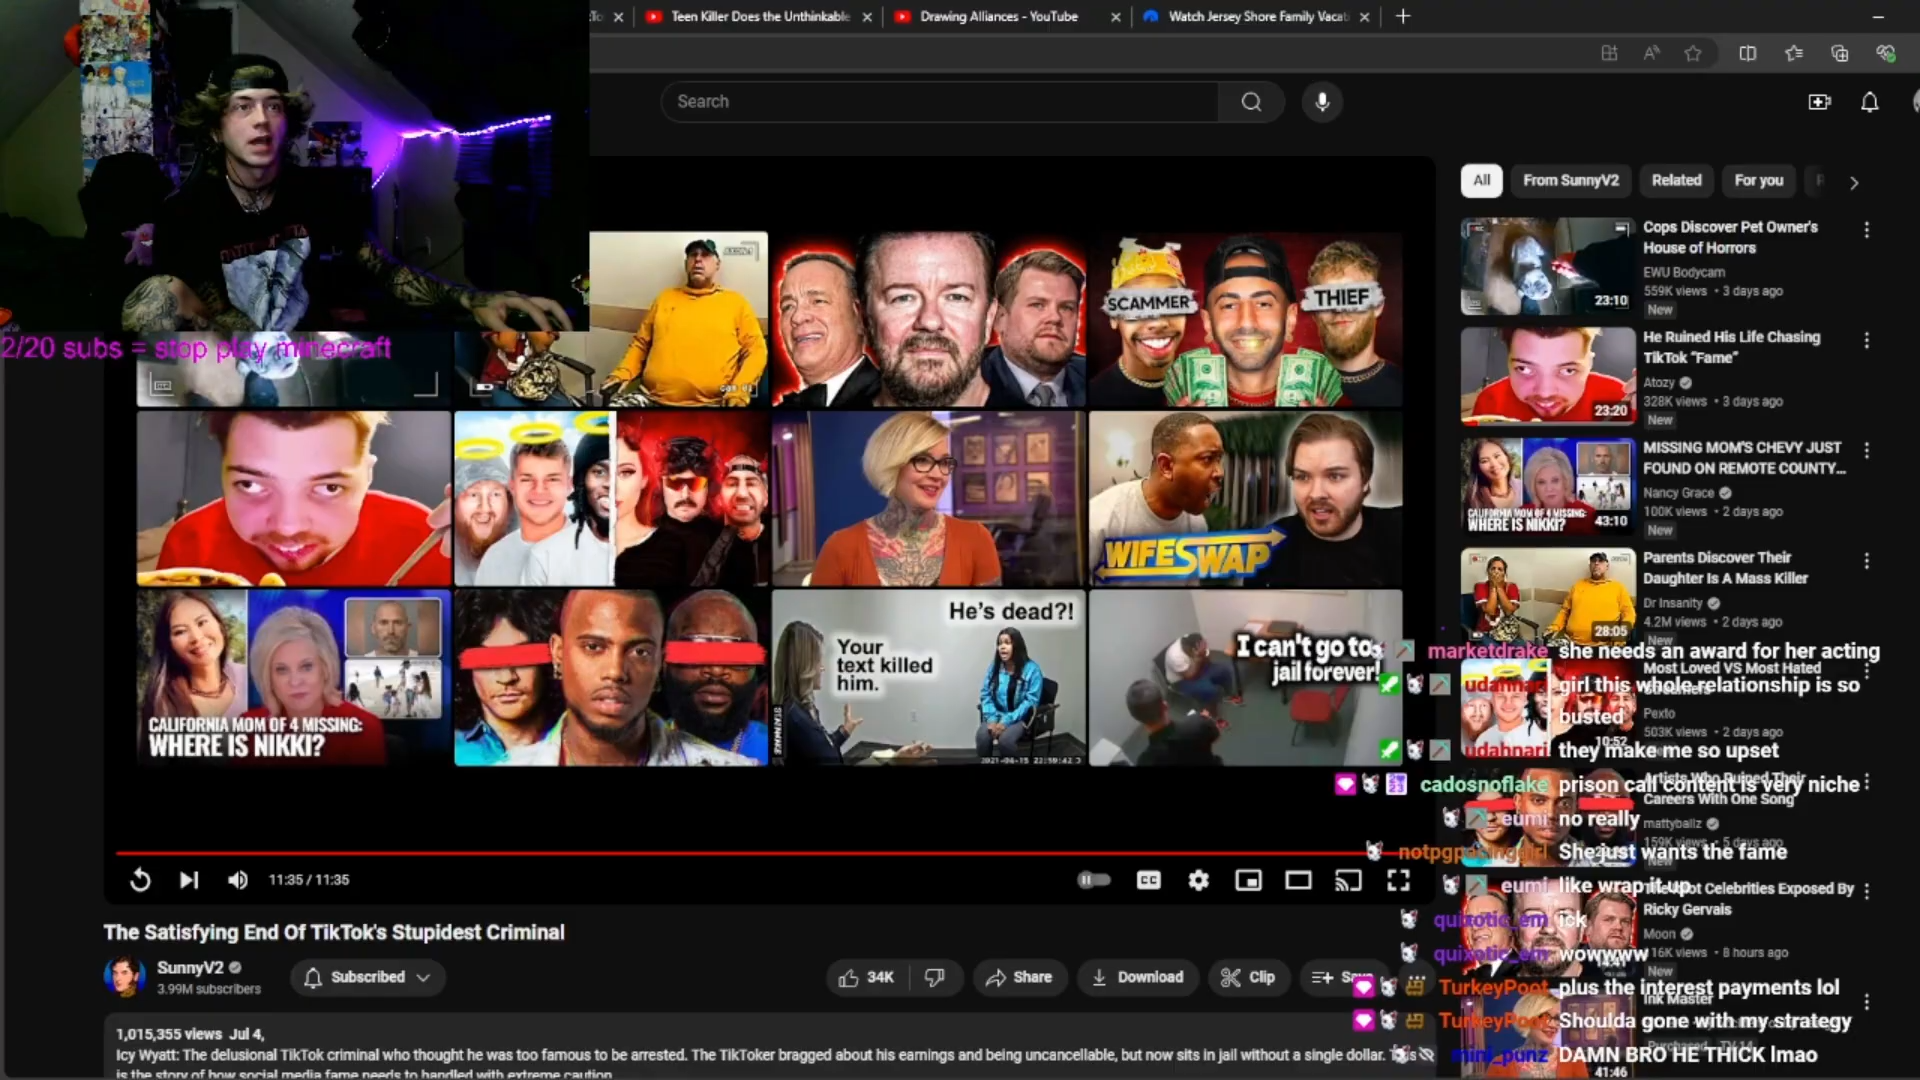 Teen Killer Does the Unthinkable
Drawing Alliances - YouTube
Watch Jersey Shore Family Vacati
Search
All
From SunnyV2
Related
For you
2/20 subs = stop play minecraft
SCAMMER
THIEF
WIFE SWAP
CALIFORNIA MOM OF 4 MISSING:
WHERE IS NIKKI?
He's dead?!
Your
text killed
him.
I can't go to
jail forever!
11:35 / 11:35
CC
The Satisfying End Of TikTok's Stupidest Criminal
SunnyV2
3.99M subscribers
Subscribed
34K
Share
Download
Clip
1,015,355 views Jul 4,
Icy Wyatt: The delusional TikTok criminal who thought he was too famous to be arrested. The TikToker bragged about his earnings and being uncancellable, but now sits in jail without a single dollar.
is the story of how social media fame needs to handled with extreme caution
Cops Discover Pet Owner's
House of Horrors
EWU Bodycam
559K views • 3 days ago
New
23:10
He Ruined His Life Chasing
TikTok "Fame"
Atozy
328K views • 3 days ago
New
23:20
MISSING MOM'S CHEVY JUST
FOUND ON REMOTE COUNTY...
Nancy Grace
100K views • 2 days ago
New
CALIFORNIA MOM OF 4 MISSING:
WHERE IS NIKKI?
43:10
Parents Discover Their
Daughter Is A Mass Killer
Dr Insanity
4.2M views • 2 days ago
New
28:05
marketdrake she needs an award for her acting
Most Loved VS Most Hated
udahnari girl this whole relationship is so
busted
Pexto
503K views • 2 days ago
10:52
udahnari they make me so upset
Artists Who Ruined Their
cadosnoflake prison call content is very niche
Careers With One Song
eumi no really
mattyballz
159K views • 5 days ago
She just wants the fame
eumi like wrap it up
Celebrities Exposed By
Ricky Gervais
quixotic_em ick
Moon
quixotic_em wowwww
16K views • 8 hours ago
New
TurkeyPoot plus the interest payments lol
Ink Master
TurkeyPoot Shoulda gone with my strategy
mini_punz DAMN BRO HE THICK lmao
41:46